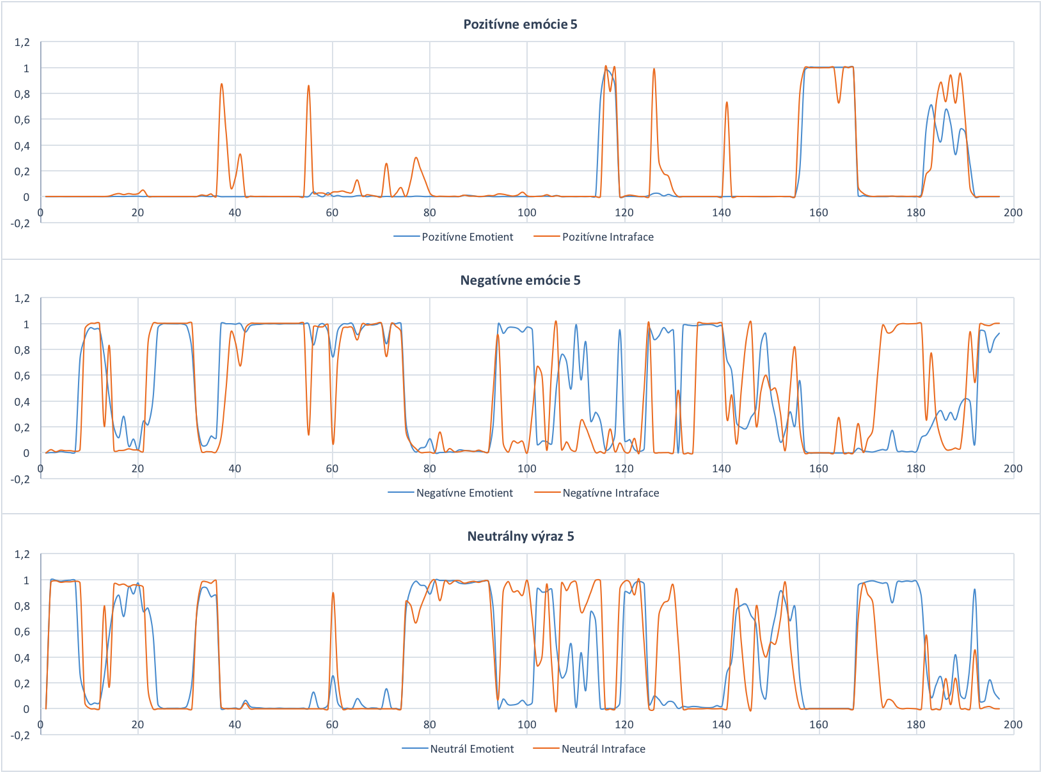 Pozitívne emócie 5
1,2
1
0,8
0,6
0,4
0,2
0
-0,2
0 20 40 60 80 100 120 140 160 180 200
Pozitívne Emotient Pozitívne Intraface
Negatívne emócie 5
1,2
1
0,8
0,6
0,4
0,2
0
-0,2
0 20 40 60 80 100 120 140 160 180 200
Negatívne Emotient Negatívne Intraface
Neutrálny výraz 5
1,2
1
0,8
0,6
0,4
0,2
0
-0,2
0 20 40 60 80 100 120 140 160 180 200
Neutrál Emotient Neutrál Intraface